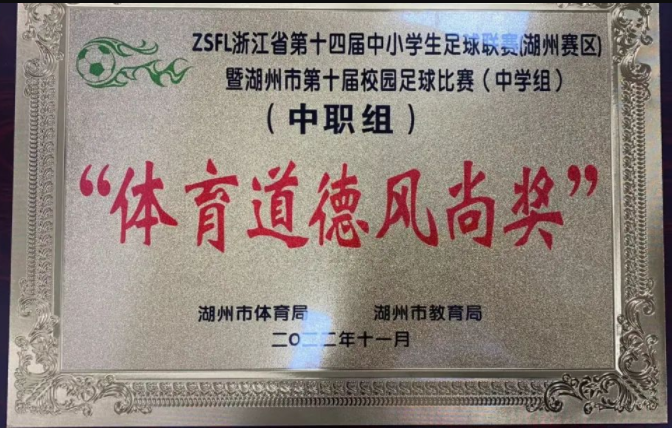 ZSFL浙江省第十四届中小学生足球联赛(湖州赛区)
暨湖州市第十届校园足球比赛（中学组）
（中职组）
“体育道德风尚奖”
湖州市体育局 湖州市教育局
二〇二二年十一月